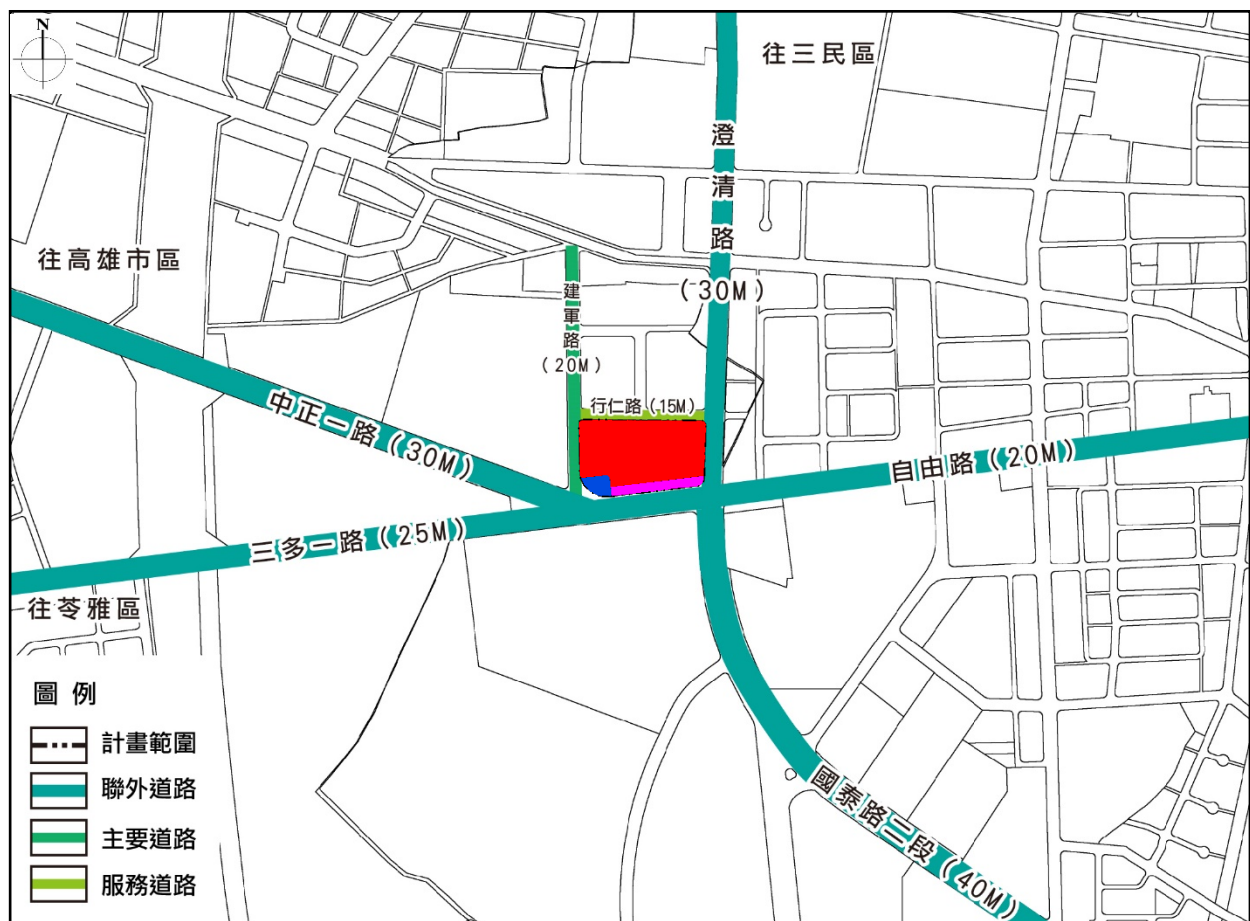 N
往三民區
澄清路
(30M)
往高雄市區
建軍路
(20M)
行仁路(15M)
中正一路(30M)
自由路(20M)
三多一路(25M)
往苓雅區
國泰路二段(40M)
圖例
計畫範圍
聯外道路
主要道路
服務道路